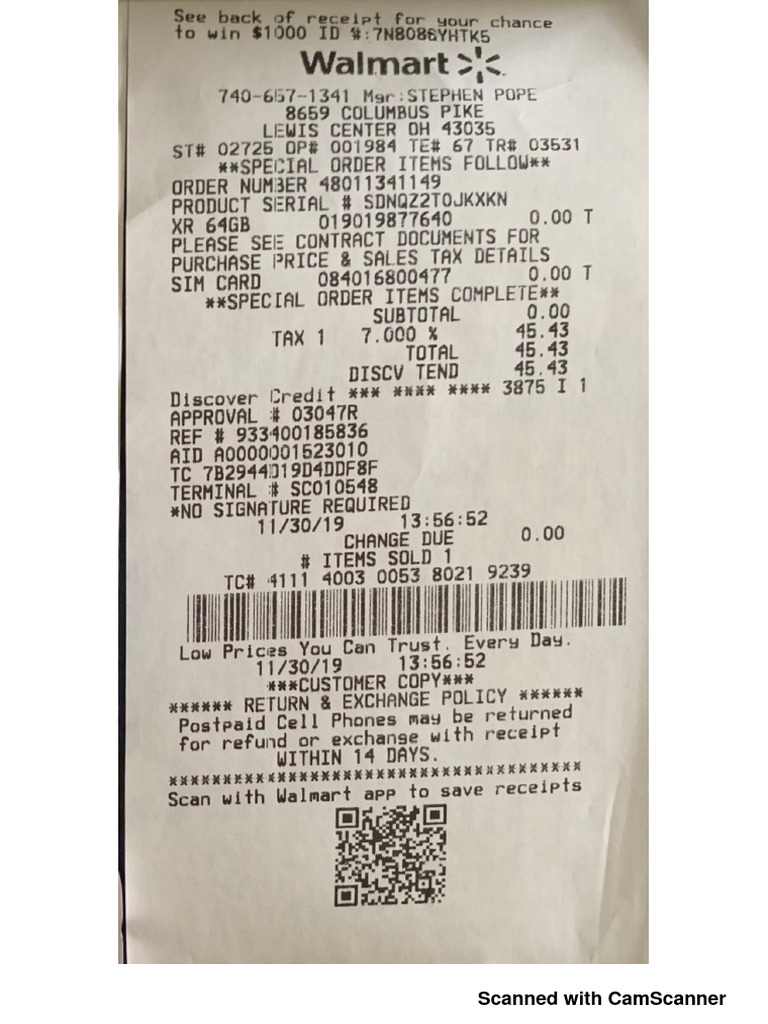 See back of receipt for your chance
to win $1000 ID #:7N8086YHTK5
Walmart
740-657-1341 Mgr:STEPHEN POPE
8659 COLUMBUS PIKE
LEWIS CENTER OH 43035
ST# 02725 OP# 001984 TE# 67 TR# 03531
**SPECIAL ORDER ITEMS FOLLOW**
ORDER NUMBER 48011341149
PRODUCT SERIAL # SDNQZ2T0JKXKN
XR 64GB 019019877640 0.00 T
PLEASE SEE CONTRACT DOCUMENTS FOR
PURCHASE PRICE & SALES TAX DETAILS
SIM CARD 084016800477 0.00 T
**SPECIAL ORDER ITEMS COMPLETE**
SUBTOTAL 0.00
TAX 1 7.000 % 45.43
TOTAL 45.43
DISCV TEND 45.43
Discover Credit *** **** **** 3875 I 1
APPROVAL # 03047R
REF # 933400185836
AID A0000001523010
TC 7B2944019D4DDF8F
TERMINAL # SC010548
*NO SIGNATURE REQUIRED
11/30/19 13:56:52
CHANGE DUE 0.00
# ITEMS SOLD 1
TC# 4111 4003 0053 8021 9239
Low Prices You Can Trust. Every Day.
11/30/19 13:56:52
***CUSTOMER COPY***
****** RETURN & EXCHANGE POLICY ******
Postpaid Cell Phones may be returned
for refund or exchange with receipt
WITHIN 14 DAYS.
***************************************
Scan with Walmart app to save receipts
Scanned with CamScanner